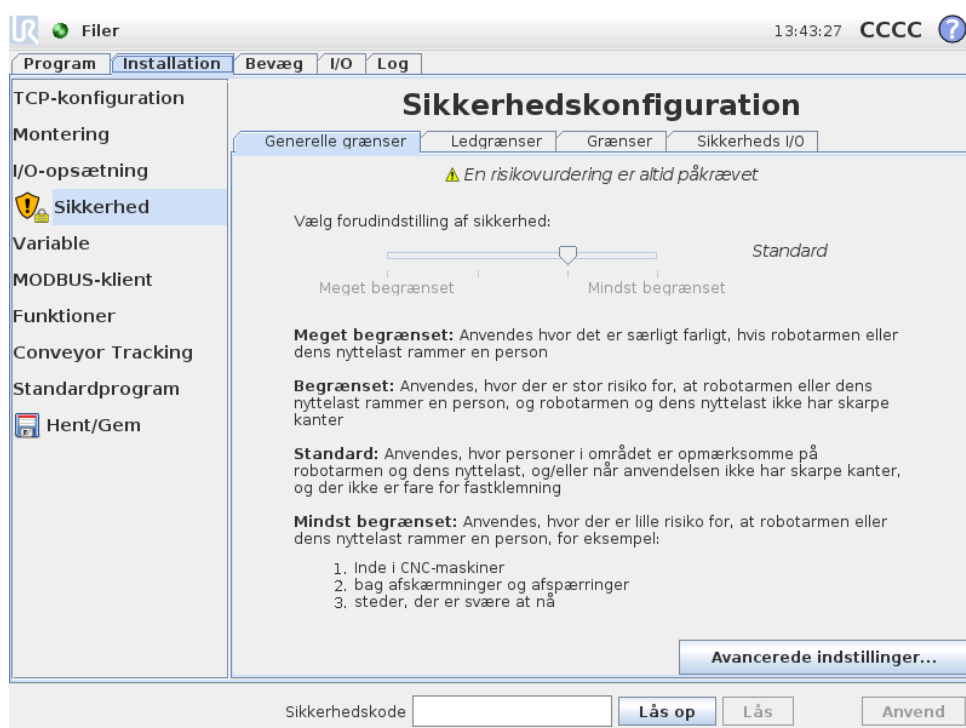 UR Filer 13:43:27 CCCC ?
Program Installation Bevæg I/O Log
TCP-konfiguration
Montering
I/O-opsætning
Sikkerhed
Variable
MODBUS-klient
Funktioner
Conveyor Tracking
Standardprogram
Hent/Gem
Sikkerhedskonfiguration
Generelle grænser Ledgrænser Grænser Sikkerheds I/O
En risikovurdering er altid påkrævet
Vælg forudindstilling af sikkerhed:
Standard
Meget begrænset Mindst begrænset
Meget begrænset: Anvendes hvor det er særligt farligt, hvis robotarmen eller
dens nyttelast rammer en person
Begrænset: Anvendes, hvor der er stor risiko for, at robotarmen eller dens
nyttelast rammer en person, og robotarmen og dens nyttelast ikke har skarpe
kanter
Standard: Anvendes, hvor personer i området er opmærksomme på
robotarmen og dens nyttelast, og/eller når anvendelsen ikke har skarpe kanter,
og der ikke er fare for fastklemning
Mindst begrænset: Anvendes, hvor der er lille risiko for, at robotarmen eller
dens nyttelast rammer en person, for eksempel:
1. Inde i CNC-maskiner
2. bag afskærmninger og afspærringer
3. steder, der er svære at nå
Avancerede indstillinger...
Sikkerhedskode Lås op Lås Anvend